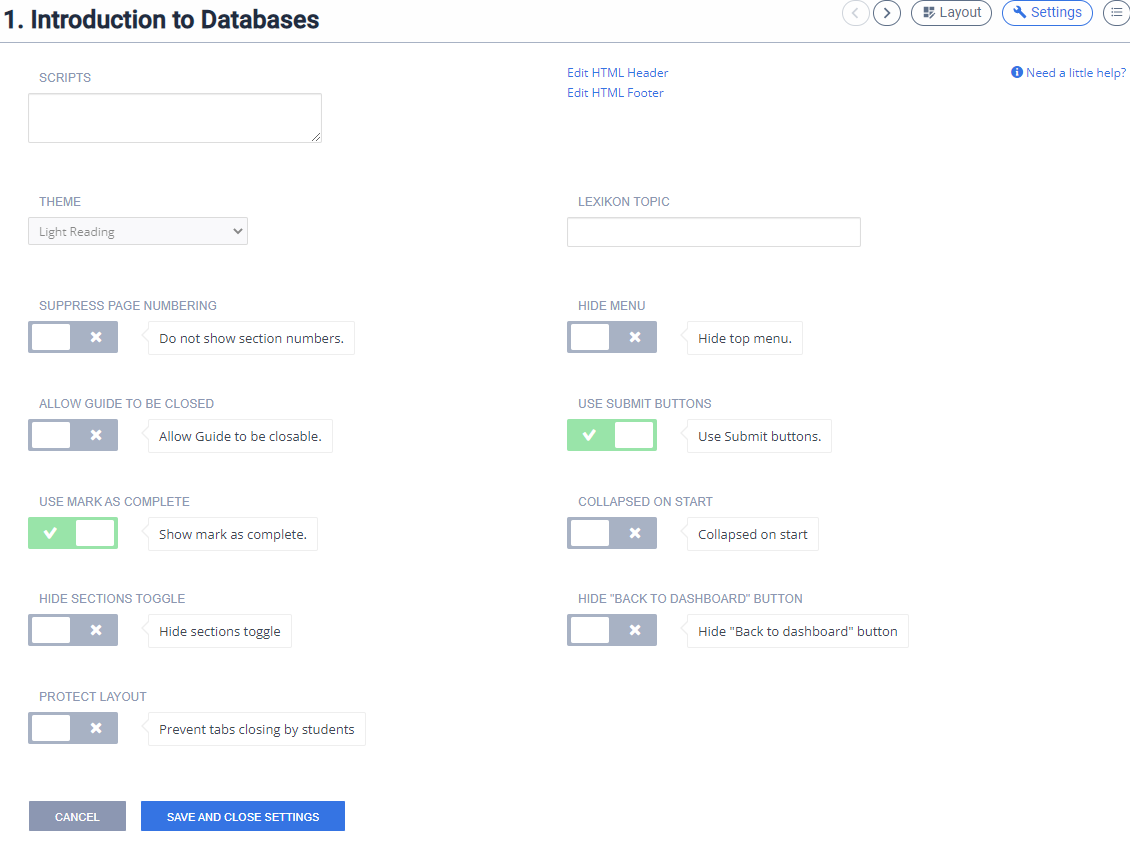 1. Introduction to Databases
Layout
Settings
SCRIPTS
Edit HTML Header
Edit HTML Footer
Need a little help?
THEME
Light Reading
LEXIKON TOPIC
SUPPRESS PAGE NUMBERING
Do not show section numbers.
HIDE MENU
Hide top menu.
ALLOW GUIDE TO BE CLOSED
Allow Guide to be closable.
USE SUBMIT BUTTONS
Use Submit buttons.
USE MARK AS COMPLETE
Show mark as complete.
COLLAPSED ON START
Collapsed on start
HIDE SECTIONS TOGGLE
Hide sections toggle
HIDE "BACK TO DASHBOARD" BUTTON
Hide "Back to dashboard" button
PROTECT LAYOUT
Prevent tabs closing by students
CANCEL
SAVE AND CLOSE SETTINGS